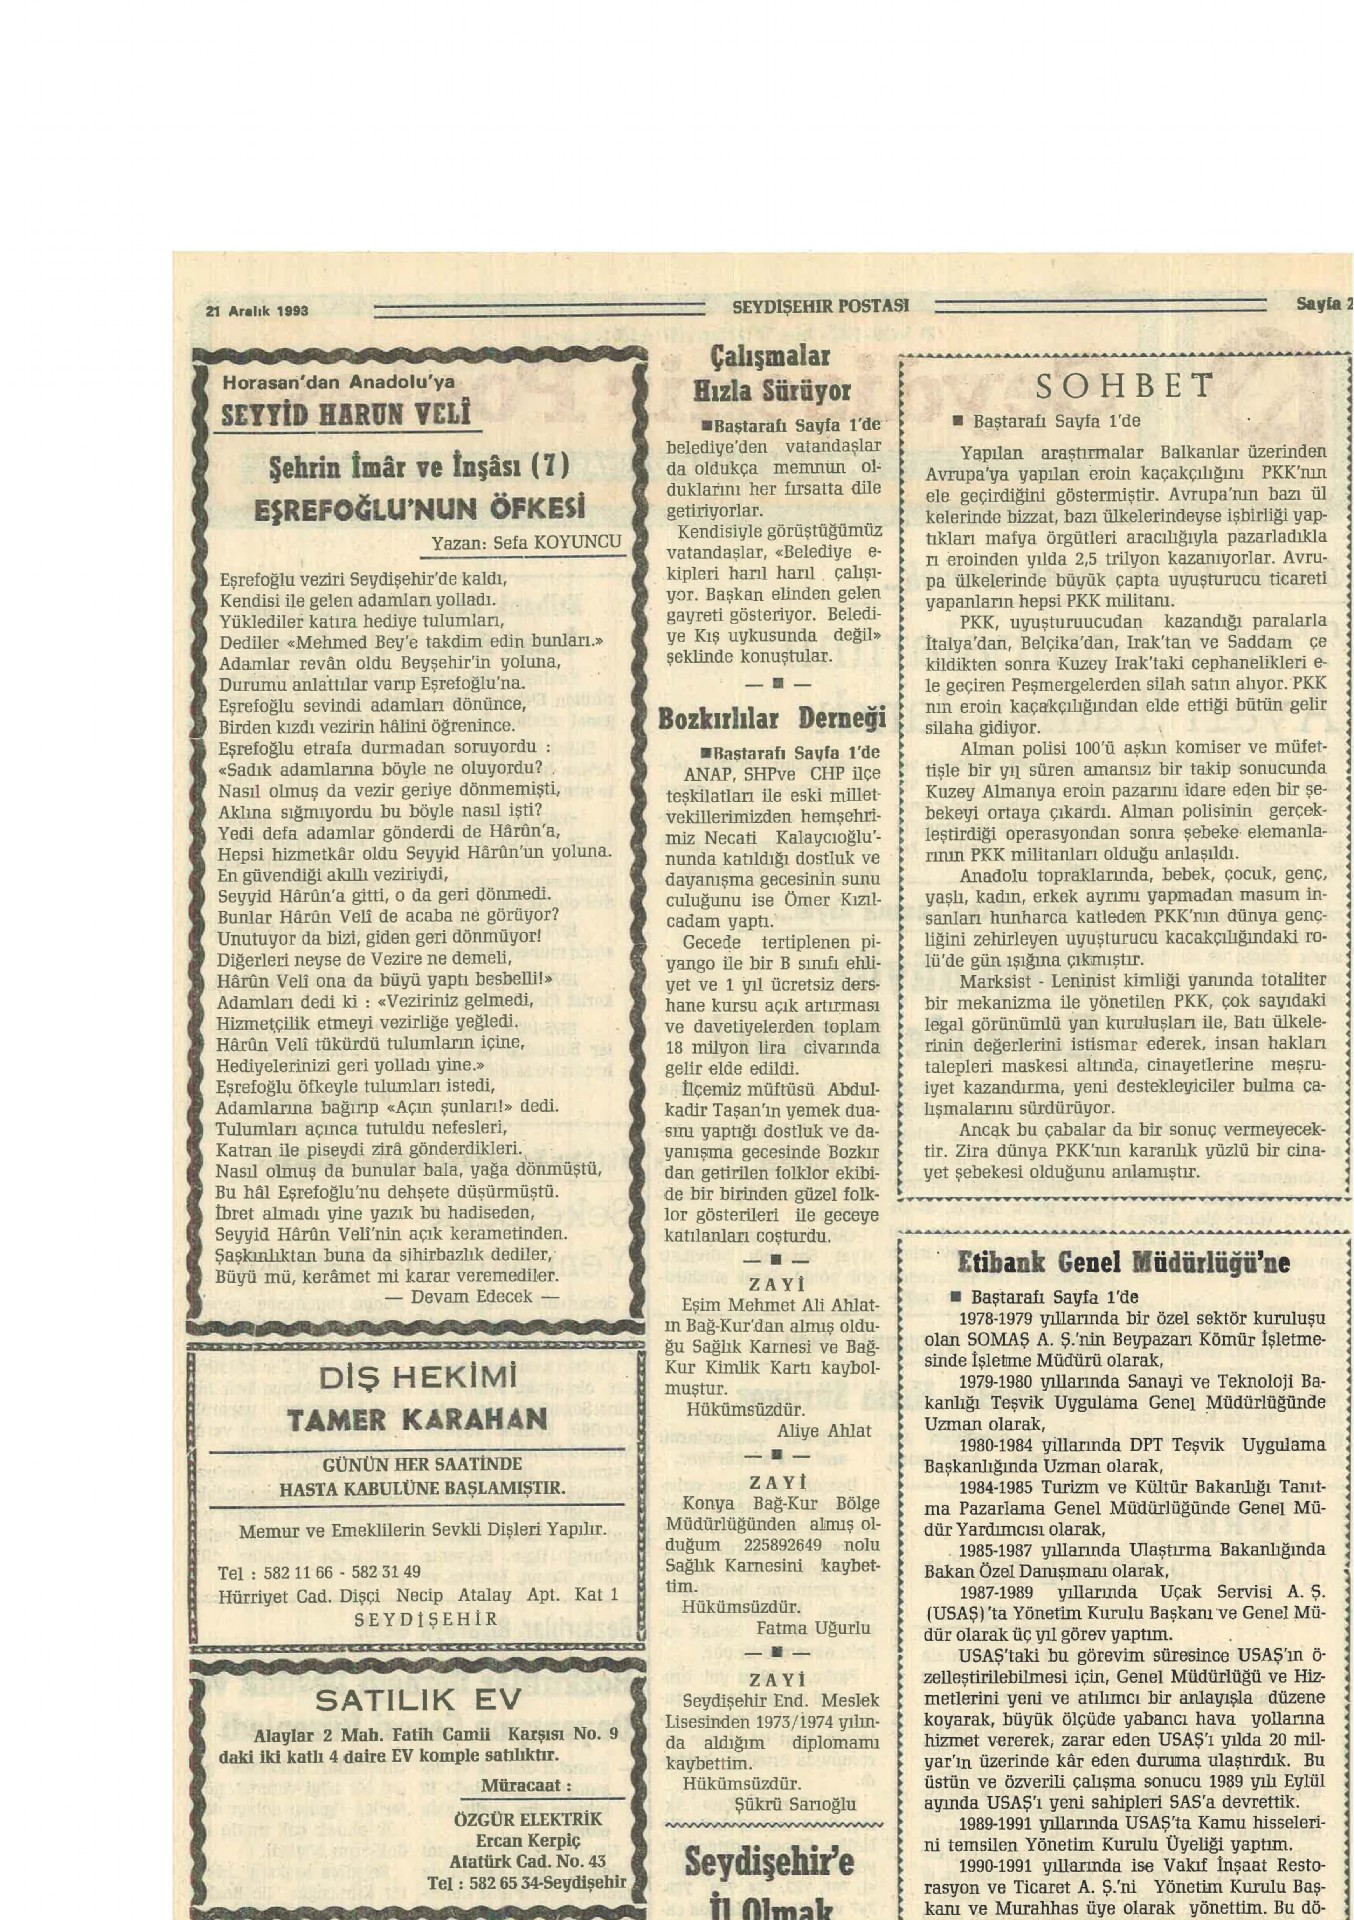 21 Aralık 1993
SEYDİŞEHİR POSTASI
Sayfa 2
Horasan'dan Anadolu'ya
SEYYİD HARUN VELÎ
Şehrin İmâr ve İnşâsı (7)
EŞREFOĞLU'NUN ÖFKESİ
Yazan: Sefa KOYUNCU
Eşrefoğlu veziri Seydişehir'de kaldı,
Kendisi ile gelen adamları yolladı.
Yüklediler katıra hediye tulumları,
Dediler «Mehmed Bey'e takdim edin bunları.»
Adamlar revân oldu Beyşehir'in yoluna,
Durumu anlattılar varıp Eşrefoğlu'na.
Eşrefoğlu sevindi adamları dönünce,
Birden kızdı vezirin hâlini öğrenince.
Eşrefoğlu etrafa durmadan soruyordu :
«Sadık adamlarına böyle ne oluyordu?
Nasıl olmuş da vezir geriye dönmemişti,
Aklına sığmıyordu bu böyle nasıl işti?
Yedi defa adamlar gönderdi de Hârûn'a,
Hepsi hizmetkâr oldu Seyyid Hârûn'un yoluna.
En güvendiği akıllı veziriydi,
Seyyid Hârûn'a gitti, o da geri dönmedi.
Bunlar Hârûn Velî de acaba ne görüyor?
Unutuyor da bizi, giden geri dönmüyor!
Diğerleri neyse de Vezire ne demeli,
Hârûn Velî ona da büyü yaptı besbelli!»
Adamları dedi ki : «Veziriniz gelmedi,
Hizmetçilik etmeyi vezirliğe yeğledi.
Hârûn Velî tükürdü tulumların içine,
Hediyelerinizi geri yolladı yine.»
Eşrefoğlu öfkeyle tulumları istedi,
Adamlarına bağırıp «Açın şunları!» dedi.
Tulumları açınca tutuldu nefesleri,
Katran ile piseydi zirâ gönderdikleri.
Nasıl olmuş da bunular bala, yağa dönmüştü,
Bu hâl Eşrefoğlu'nu dehşete düşürmüştü.
İbret almadı yine yazık bu hadiseden,
Seyyid Hârûn Velî'nin açık kerametinden.
Şaşkınlıktan buna da sihirbazlık dediler,
Büyü mü, kerâmet mi karar veremediler.
— Devam Edecek —
DİŞ HEKİMİ
TAMER KARAHAN
GÜNÜN HER SAATİNDE
HASTA KABULÜNE BAŞLAMIŞTIR.
Memur ve Emeklilerin Sevkli Dişleri Yapılır.
Tel : 582 11 66 - 582 31 49
Hürriyet Cad. Dişçi Necip Atalay Apt. Kat 1
SEYDİŞEHİR
SATILIK EV
Alaylar 2 Mah. Fatih Camii Karşısı No. 9
daki iki katlı 4 daire EV komple satılıktır.
Müracaat :
ÖZGÜR ELEKTRİK
Ercan Kerpiç
Atatürk Cad. No. 43
Tel : 582 65 34-Seydişehir
Çalışmalar
Hızla Sürüyor
■Baştarafı Sayfa 1'de
belediye'den vatandaşlar
da oldukça memnun ol-
duklarını her fırsatta dile
getiriyorlar.
Kendisiyle görüştüğümüz
vatandaşlar, «Belediye e-
kipleri harıl harıl çalışı-
yor. Başkan elinden gelen
gayreti gösteriyor. Beledi-
ye Kış uykusunda değil»
şeklinde konuştular.
— ■ —
Bozkırlılar Derneği
■Baştarafı Sayfa 1'de
ANAP, SHPve CHP ilçe
teşkilatları ile eski millet-
vekillerimizden hemşehri-
miz Necati Kalaycıoğlu'-
nunda katıldığı dostluk ve
dayanışma gecesinin sunu
culuğunu ise Ömer Kızıl-
cadam yaptı.
Gecede tertiplenen pi-
yango ile bir B sınıfı ehli-
yet ve 1 yıl ücretsiz ders-
hane kursu açık artırması
ve davetiyelerden toplam
18 milyon lira civarında
gelir elde edildi.
İlçemiz müftüsü Abdul-
kadir Taşan'ın yemek dua-
sını yaptığı dostluk ve da-
yanışma gecesinde Bozkır
dan getirilen folklor ekibi-
de bir birinden güzel folk-
lor gösterileri ile geceye
katılanları coşturdu.
— ■ —
ZAYİ
Eşim Mehmet Ali Ahlat-
ın Bağ-Kur'dan almış oldu-
ğu Sağlık Karnesi ve Bağ-
Kur Kimlik Kartı kaybol-
muştur.
Hükümsüzdür.
Aliye Ahlat
— ■ —
ZAYİ
Konya Bağ-Kur Bölge
Müdürlüğünden almış ol-
duğum 225892649 nolu
Sağlık Karnesini kaybet-
tim.
Hükümsüzdür.
Fatma Uğurlu
— ■ —
ZAYİ
Seydişehir End. Meslek
Lisesinden 1973/1974 yılın-
da aldığım diplomamı
kaybettim.
Hükümsüzdür.
Şükrü Sarıoğlu
Seydişehir'e
İl Olmak
SOHBET
■ Baştarafı Sayfa 1'de
Yapılan araştırmalar Balkanlar üzerinden
Avrupa'ya yapılan eroin kaçakçılığını PKK'nın
ele geçirdiğini göstermiştir. Avrupa'nın bazı ül
kelerinde bizzat, bazı ülkelerindeyse işbirliği yap-
tıkları mafya örgütleri aracılığıyla pazarladıkla
rı eroinden yılda 2,5 trilyon kazanıyorlar. Avru-
pa ülkelerinde büyük çapta uyuşturucu ticareti
yapanların hepsi PKK militanı.
PKK, uyuşturuucudan kazandığı paralarla
İtalya'dan, Belçika'dan, Irak'tan ve Saddam çe
kildikten sonra Kuzey Irak'taki cephanelikleri e-
le geçiren Peşmergelerden silah satın alıyor. PKK
nın eroin kaçakçılığından elde ettiği bütün gelir
silaha gidiyor.
Alman polisi 100'ü aşkın komiser ve müfet-
tişle bir yıl süren amansız bir takip sonucunda
Kuzey Almanya eroin pazarını idare eden bir şe-
bekeyi ortaya çıkardı. Alman polisinin gerçek-
leştirdiği operasyondan sonra şebeke elemanla-
rının PKK militanları olduğu anlaşıldı.
Anadolu topraklarında, bebek, çocuk, genç,
yaşlı, kadın, erkek ayrımı yapmadan masum in-
sanları hunharca katleden PKK'nın dünya genç-
liğini zehirleyen uyuşturucu kacakçılığındaki ro-
lü'de gün ışığına çıkmıştır.
Marksist - Leninist kimliği yanında totaliter
bir mekanizma ile yönetilen PKK, çok sayıdaki
legal görünümlü yan kuruluşları ile, Batı ülkele-
rinin değerlerini istismar ederek, insan hakları
talepleri maskesi altında, cinayetlerine meşru-
iyet kazandırma, yeni destekleyiciler bulma ça-
lışmalarını sürdürüyor.
Ancak bu çabalar da bir sonuç vermeyecek-
tir. Zira dünya PKK'nın karanlık yüzlü bir cina-
yet şebekesi olduğunu anlamıştır.
Etibank Genel Müdürlüğü'ne
■ Baştarafı Sayfa 1'de
1978-1979 yıllarında bir özel sektör kuruluşu
olan SOMAŞ A. Ş.'nin Beypazarı Kömür İşletme-
sinde İşletme Müdürü olarak,
1979-1980 yıllarında Sanayi ve Teknoloji Ba-
kanlığı Teşvik Uygulama Genel Müdürlüğünde
Uzman olarak,
1980-1984 yıllarında DPT Teşvik Uygulama
Başkanlığında Uzman olarak,
1984-1985 Turizm ve Kültür Bakanlığı Tanıt-
ma Pazarlama Genel Müdürlüğünde Genel Mü-
dür Yardımcısı olarak,
1985-1987 yıllarında Ulaştırma Bakanlığında
Bakan Özel Danışmanı olarak,
1987-1989 yıllarında Uçak Servisi A. Ş.
(USAŞ)'ta Yönetim Kurulu Başkanı ve Genel Mü-
dür olarak üç yıl görev yaptım.
USAŞ'taki bu görevim süresince USAŞ'ın ö-
zelleştirilebilmesi için, Genel Müdürlüğü ve Hiz-
metlerini yeni ve atılımcı bir anlayışla düzene
koyarak, büyük ölçüde yabancı hava yollarına
hizmet vererek, zarar eden USAŞ'ı yılda 20 mil-
yar'ın üzerinde kâr eden duruma ulaştırdık. Bu
üstün ve özverili çalışma sonucu 1989 yılı Eylül
ayında USAŞ'ı yeni sahipleri SAS'a devrettik.
1989-1991 yıllarında USAŞ'ta Kamu hisseleri-
ni temsilen Yönetim Kurulu Üyeliği yaptım.
1990-1991 yıllarında ise Vakıf İnşaat Resto-
rasyon ve Ticaret A. Ş.'ni Yönetim Kurulu Baş-
kanı ve Murahhas üye olarak yönettim. Bu dö-